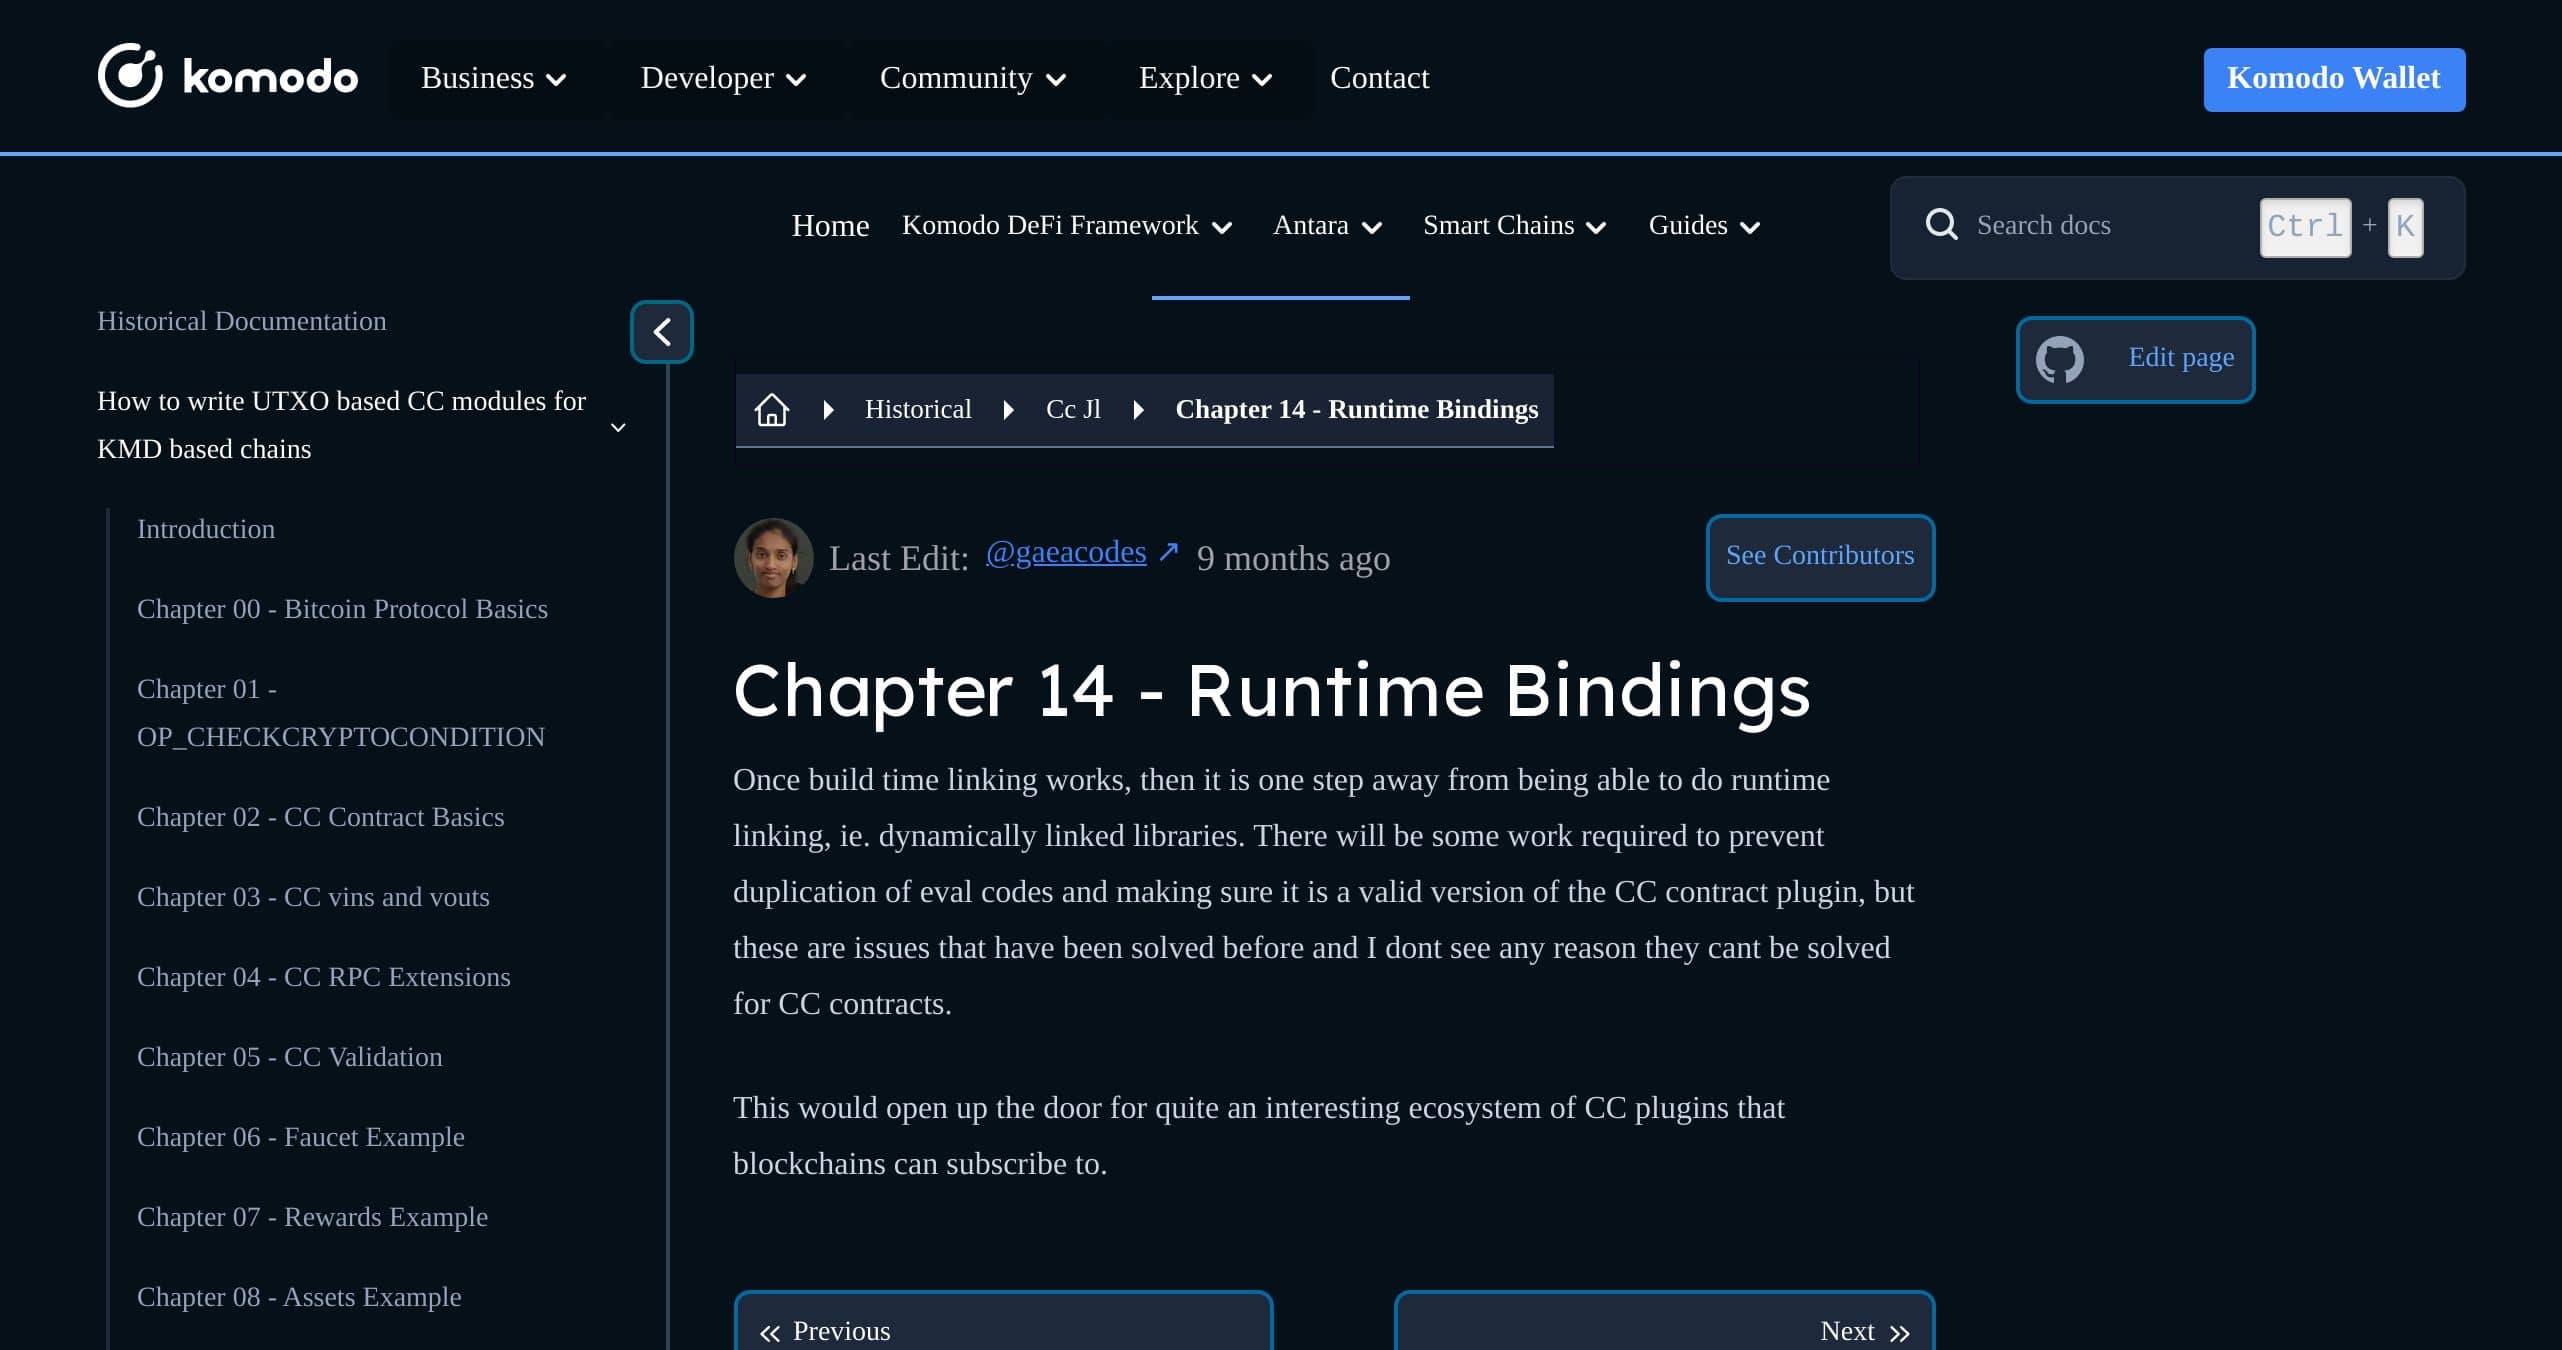 komodo
Business
Developer
Community
Explore
Contact
Komodo Wallet
Home
Komodo DeFi Framework
Antara
Smart Chains
Guides
Search docs
Ctrl + K
Historical Documentation
How to write UTXO based CC modules for
KMD based chains
Introduction
Chapter 00 - Bitcoin Protocol Basics
Chapter 01 -
OP_CHECKCRYPTOCONDITION
Chapter 02 - CC Contract Basics
Chapter 03 - CC vins and vouts
Chapter 04 - CC RPC Extensions
Chapter 05 - CC Validation
Chapter 06 - Faucet Example
Chapter 07 - Rewards Example
Chapter 08 - Assets Example
Edit page
Historical
Cc Jl
Chapter 14 - Runtime Bindings
Last Edit: @gaeacodes ↗ 9 months ago
See Contributors
Chapter 14 - Runtime Bindings
Once build time linking works, then it is one step away from being able to do runtime
linking, ie. dynamically linked libraries. There will be some work required to prevent
duplication of eval codes and making sure it is a valid version of the CC contract plugin, but
these are issues that have been solved before and I dont see any reason they cant be solved
for CC contracts.
This would open up the door for quite an interesting ecosystem of CC plugins that
blockchains can subscribe to.
Previous
Next